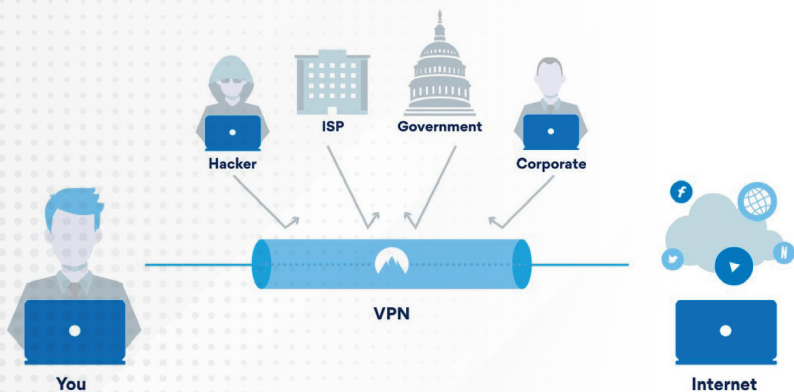 Hacker
ISP
Government
Corporate
f
N
VPN
You
Internet